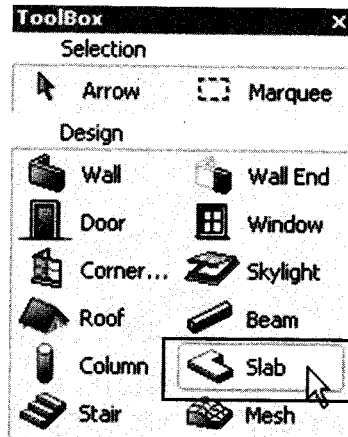 ToolBox ×
Selection
Arrow Marquee
Design
Wall Wall End
Door Window
Corner... Skylight
Roof Beam
Column Slab
Stair Mesh